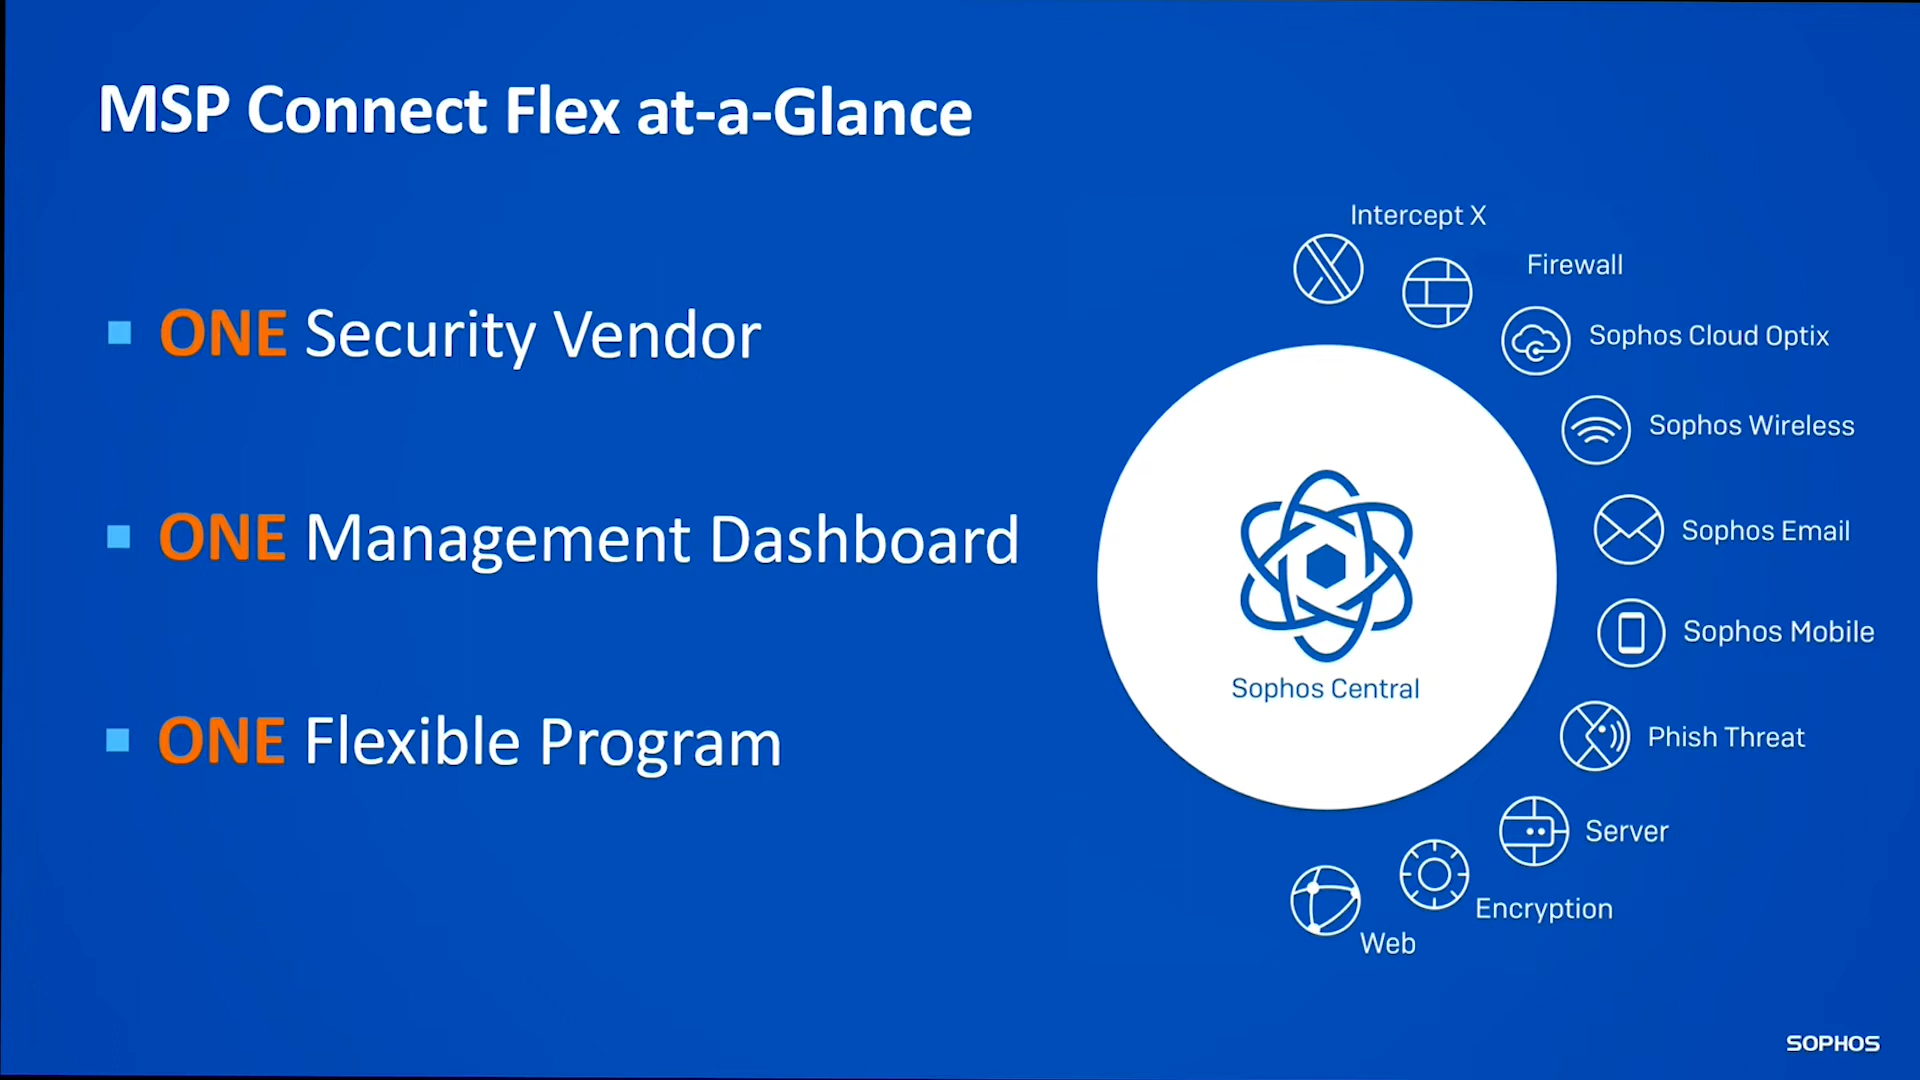 MSP Connect Flex at-a-Glance
ONE Security Vendor
ONE Management Dashboard
ONE Flexible Program
Intercept X
Firewall
Sophos Cloud Optix
Sophos Wireless
Sophos Email
Sophos Mobile
Phish Threat
Server
Encryption
Web
Sophos Central
SOPHOS